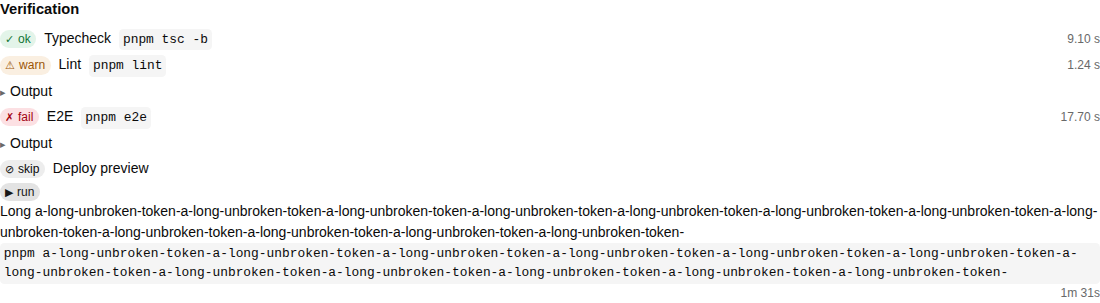 Verification
✓ ok Typecheck pnpm tsc -b 9.10 s
⚠ warn Lint pnpm lint 1.24 s
▸ Output
✗ fail E2E pnpm e2e 17.70 s
▸ Output
⊘ skip Deploy preview
▶ run
Long a-long-unbroken-token-a-long-unbroken-token-a-long-unbroken-token-a-long-unbroken-token-a-long-unbroken-token-a-long-unbroken-token-a-long-unbroken-token-a-long-
unbroken-token-a-long-unbroken-token-a-long-unbroken-token-a-long-unbroken-token-a-long-unbroken-token-
pnpm a-long-unbroken-token-a-long-unbroken-token-a-long-unbroken-token-a-long-unbroken-token-a-long-unbroken-token-a-long-unbroken-token-a-
long-unbroken-token-a-long-unbroken-token-a-long-unbroken-token-a-long-unbroken-token-a-long-unbroken-token-a-long-unbroken-token-
1m 31s